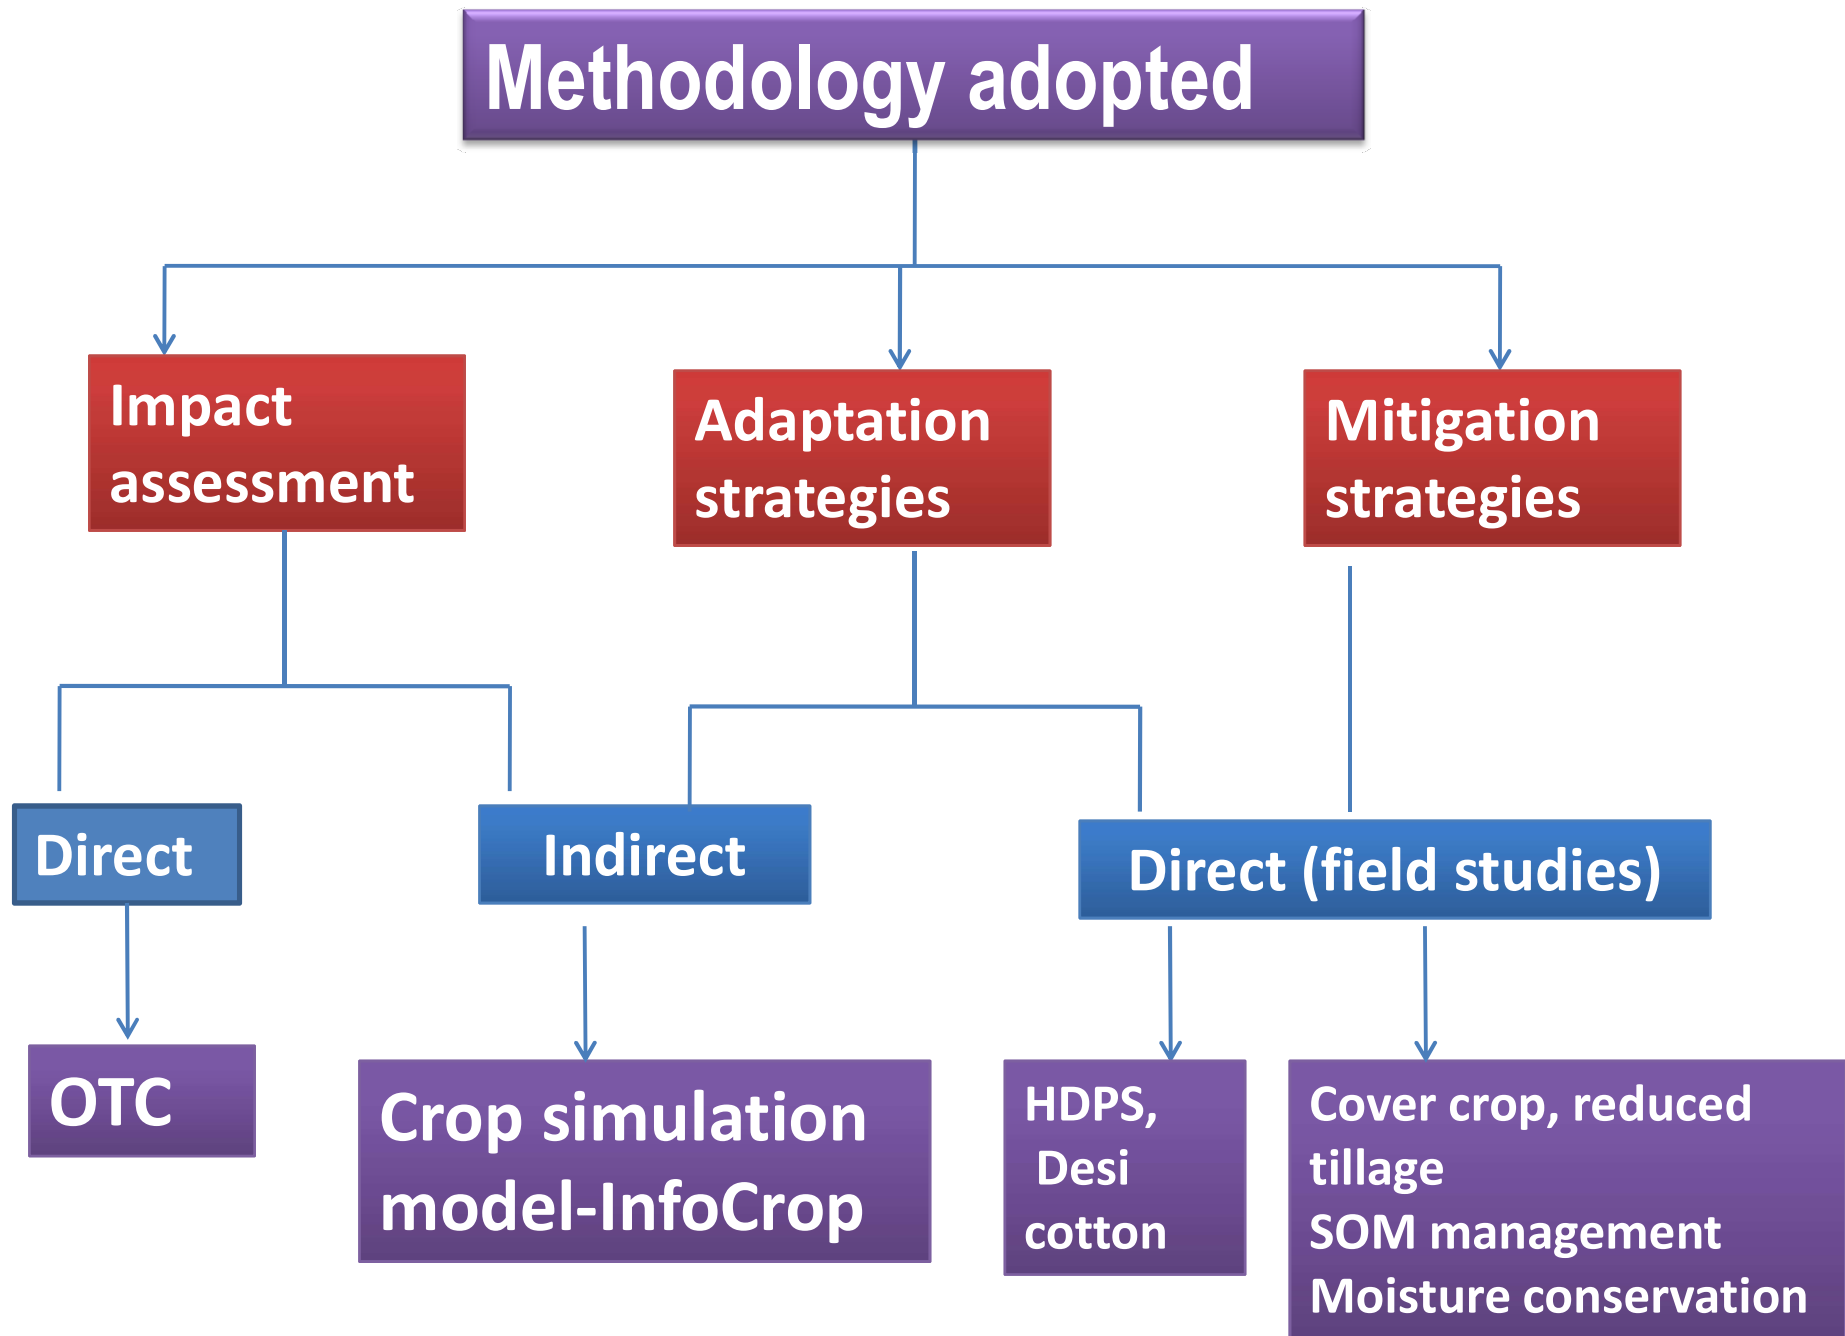 Methodology adopted
Impact
assessment
Adaptation
strategies
Mitigation
strategies
Direct
Indirect
Direct (field studies)
OTC
Crop simulation
model-InfoCrop
HDPS,
Desi
cotton
Cover crop, reduced
tillage
SOM management
Moisture conservation